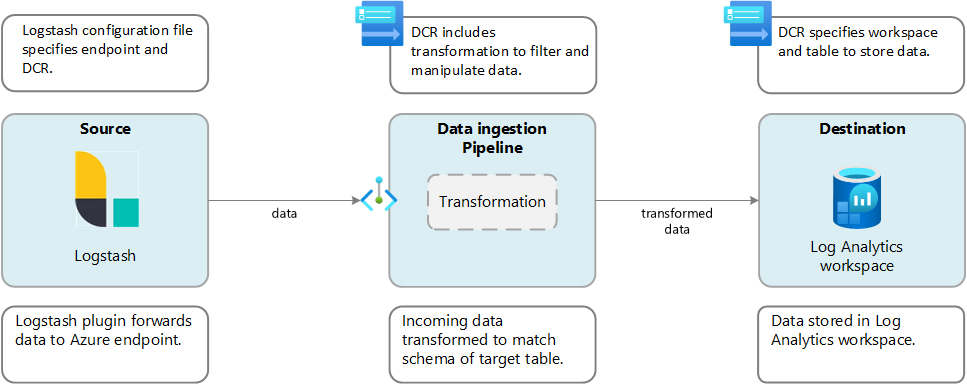 Logstash configuration file
specifies endpoint and
DCR.
DCR includes
transformation to filter and
manipulate data.
DCR specifies workspace
and table to store data.
Source
Logstash
data
Data ingestion
Pipeline
Transformation
transformed
data
Destination
Log Analytics
workspace
Logstash plugin forwards
data to Azure endpoint.
Incoming data
transformed to match
schema of target table.
Data stored in Log
Analytics workspace.